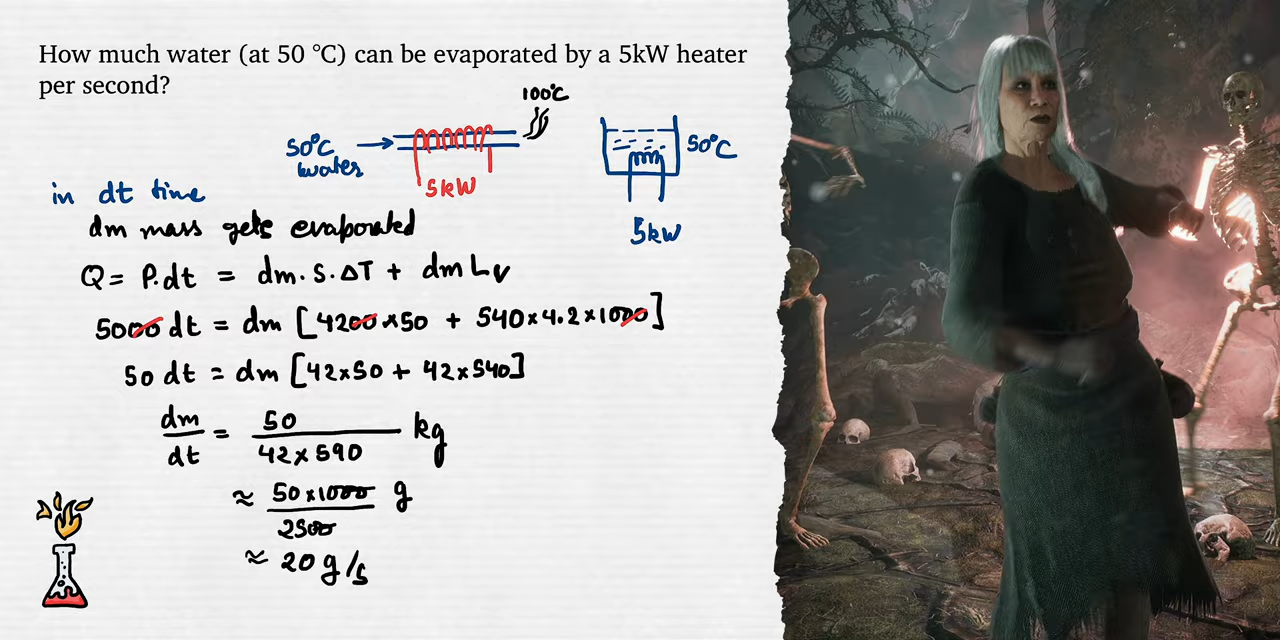 How much water (at 50 °C) can be evaporated by a 5kW heater
per second?
100°C
50°C
water
5kW
50°C
5kW
in dt time
dm mass gets evaporated
Q = P.dt = dm.S.ΔT + dm Lv
5000 dt = dm [4200×50 + 540×4.2×1000]
50 dt = dm [42×50 + 42×540]
dm/dt = 50/42×590 kg
≈ 50×1000/2500 g
≈ 20 g/s